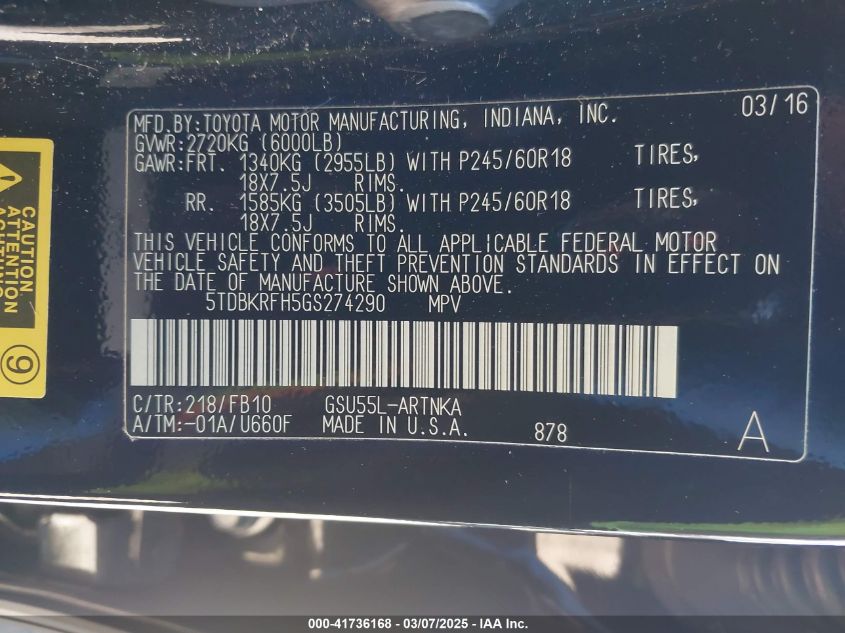 MFD.BY:TOYOTA MOTOR MANUFACTURING, INDIANA, INC. 03/16
GVWR:2720KG (6000LB)
GAWR:FRT. 1340KG (2955LB) WITH P245/60R18 TIRES,
18X7.5J RIMS.
RR. 1585KG (3505LB) WITH P245/60R18 TIRES,
18X7.5J RIMS.
THIS VEHICLE CONFORMS TO ALL APPLICABLE FEDERAL MOTOR
VEHICLE SAFETY AND THEFT PREVENTION STANDARDS IN EFFECT ON
THE DATE OF MANUFACTURE SHOWN ABOVE.
5TDBKRFH5GS274290 MPV
C/TR:218/FB10 GSU55L-ARTNKA
A/TM:-01A/U660F MADE IN U.S.A. 878 A
CAUTION
ATTENTION
9
000-41736168 - 03/07/2025 - IAA Inc.